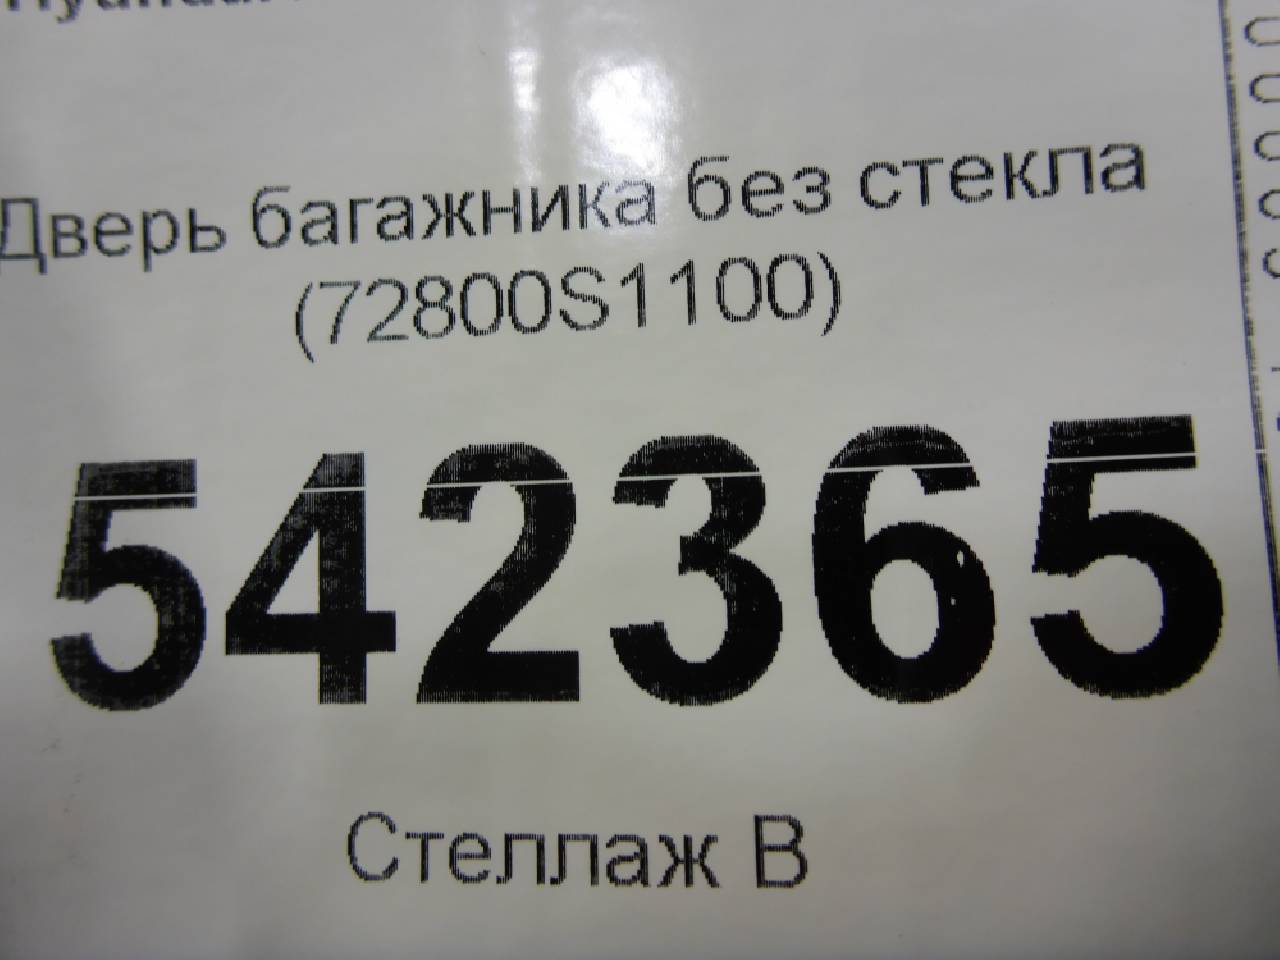 Дверь багажника без стекла
(72800S1100)
542365
Стеллаж В